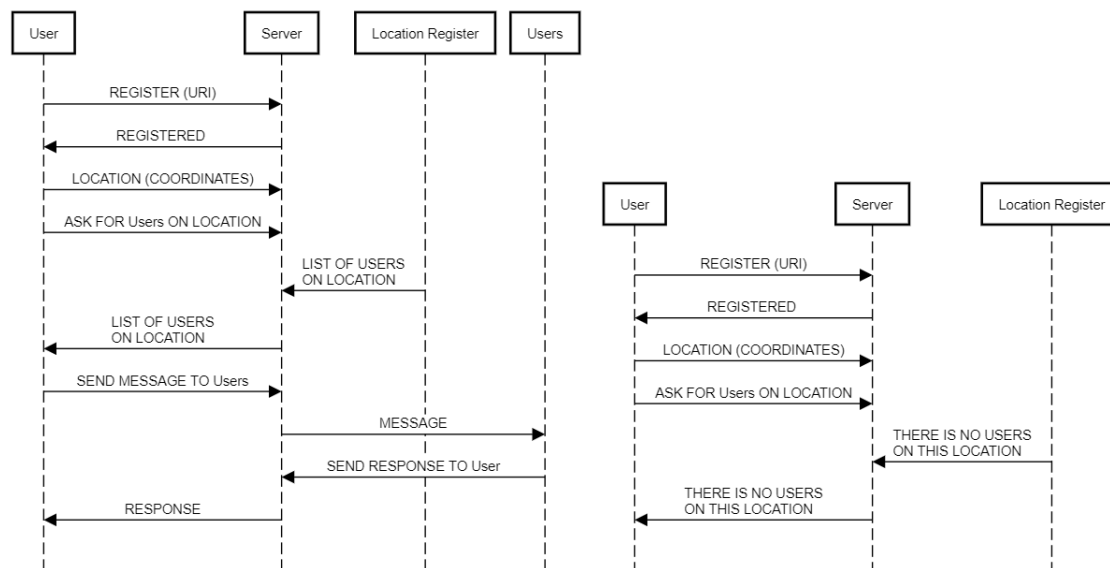 User
Server
Location Register
Users
REGISTER (URI)
REGISTERED
LOCATION (COORDINATES)
ASK FOR Users ON LOCATION
LIST OF USERS
ON LOCATION
LIST OF USERS
ON LOCATION
SEND MESSAGE TO Users
MESSAGE
SEND RESPONSE TO User
RESPONSE
User
Server
Location Register
REGISTER (URI)
REGISTERED
LOCATION (COORDINATES)
ASK FOR Users ON LOCATION
THERE IS NO USERS
ON THIS LOCATION
THERE IS NO USERS
ON THIS LOCATION